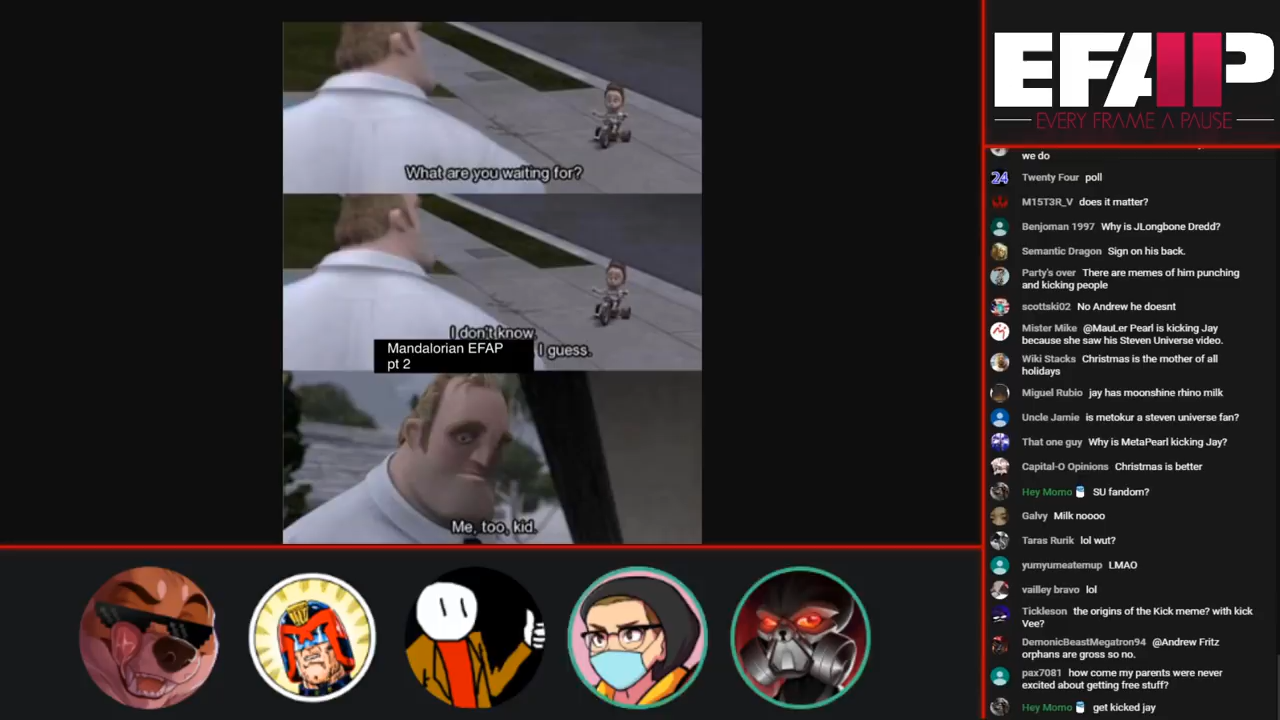 What are you waiting for?
I don't know.
Mandalorian EFAP
pt 2
I guess.
Me, too, kid.
EFAP
EVERY FRAME A PAUSE
we do
Twenty Four poll
M15T3R_V does it matter?
Benjoman 1997 Why is JLongbone Dredd?
Semantic Dragon Sign on his back.
Party's over There are memes of him punching
and kicking people
scottski02 No Andrew he doesnt
Mister Mike @MauLer Pearl is kicking Jay
because she saw his Steven Universe video.
Wiki Stacks Christmas is the mother of all
holidays
Miguel Rubio jay has moonshine rhino milk
Uncle Jamie is metokur a steven universe fan?
That one guy Why is MetaPearl kicking Jay?
Capital-O Opinions Christmas is better
Hey Momo SU fandom?
Galvy Milk noooo
Taras Rurik lol wut?
yumyumeatemup LMAO
vailley bravo lol
Tickleson the origins of the Kick meme? with kick
Vee?
DemonicBeastMegatron94 @Andrew Fritz
orphans are gross so no.
pax7081 how come my parents were never
excited about getting free stuff?
Hey Momo get kicked jay
24